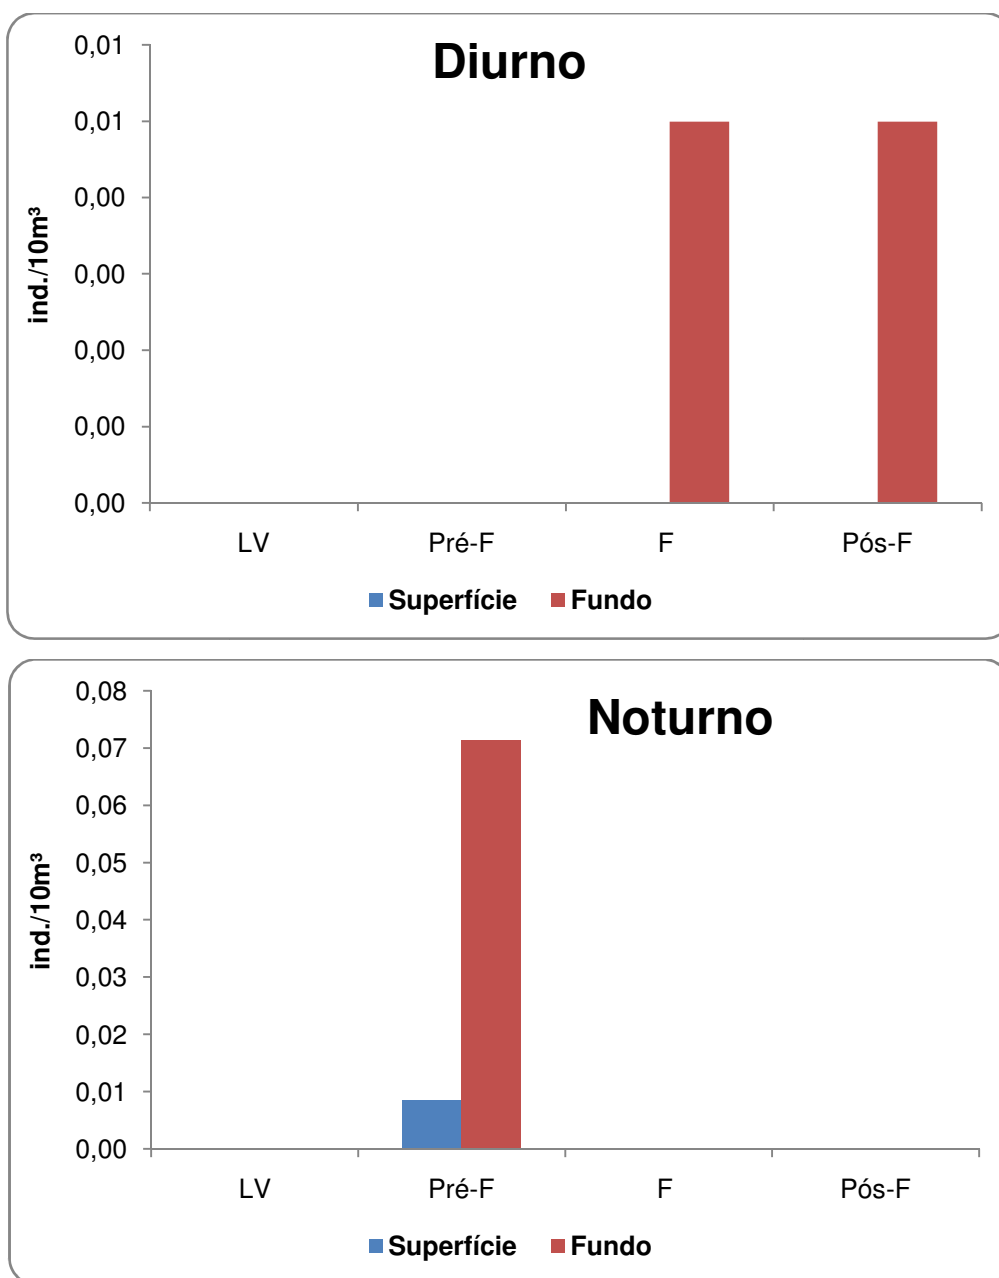 Diurno
0,01
0,01
0,00
0,00
0,00
0,00
0,00
ind./10m³
LV Pré-F F Pós-F
Superfície Fundo
Noturno
0,08
0,07
0,06
0,05
0,04
0,03
0,02
0,01
0,00
ind./10m³
LV Pré-F F Pós-F
Superfície Fundo